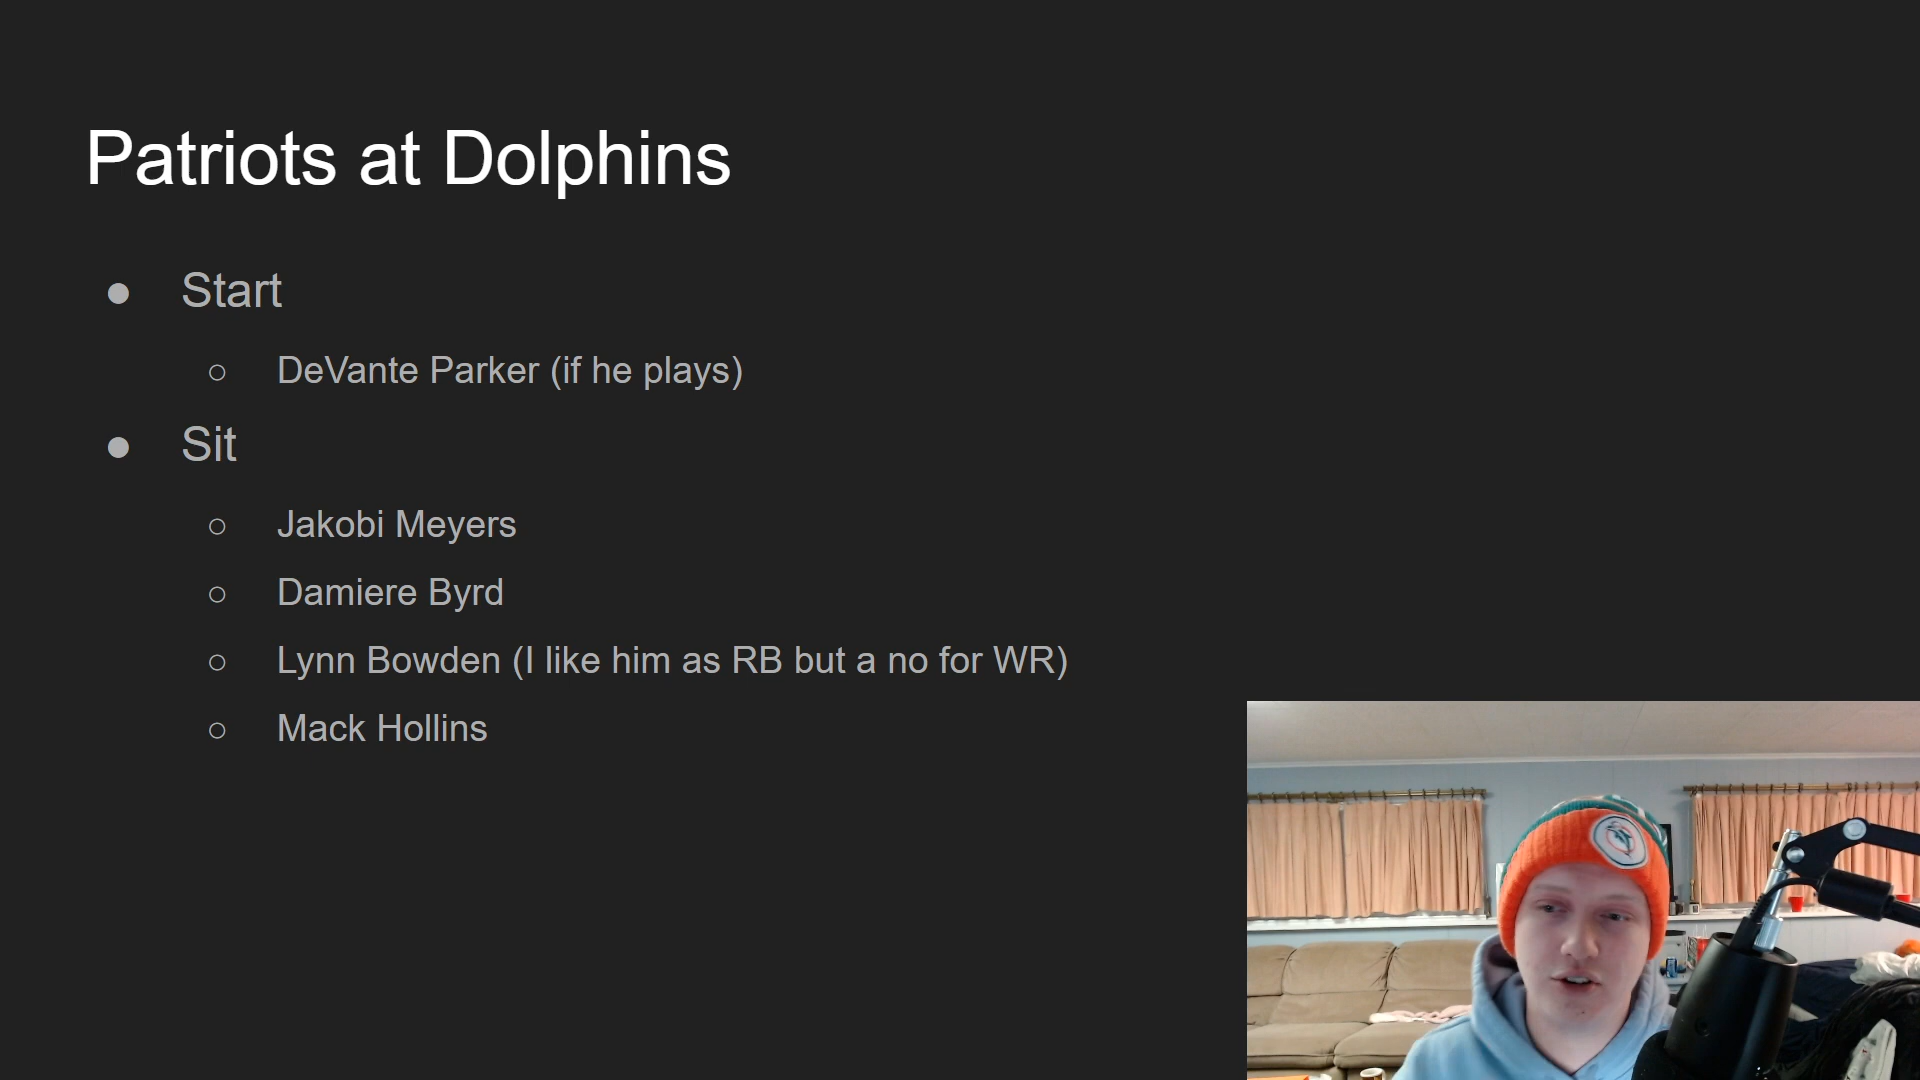 Patriots at Dolphins
● Start
○ DeVante Parker (if he plays)
● Sit
○ Jakobi Meyers
○ Damiere Byrd
○ Lynn Bowden (I like him as RB but a no for WR)
○ Mack Hollins